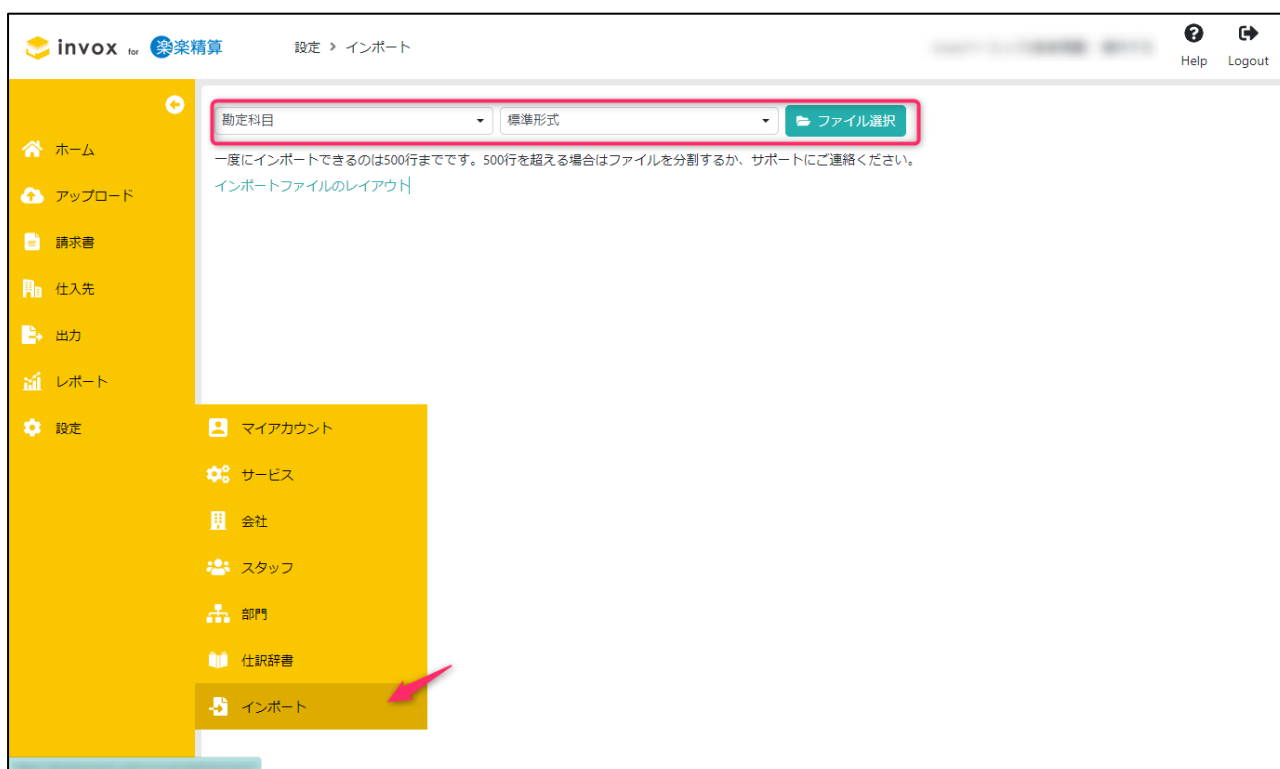 invox for 楽楽精算
設定 > インポート
Help
Logout
勘定科目
標準形式
ファイル選択
一度にインポートできるのは500行までです。500行を超える場合はファイルを分割するか、サポートにご連絡ください。
インポートファイルのレイアウト
ホーム
アップロード
請求書
仕入先
出力
レポート
設定
マイアカウント
サービス
会社
スタッフ
部門
仕訳辞書
インポート